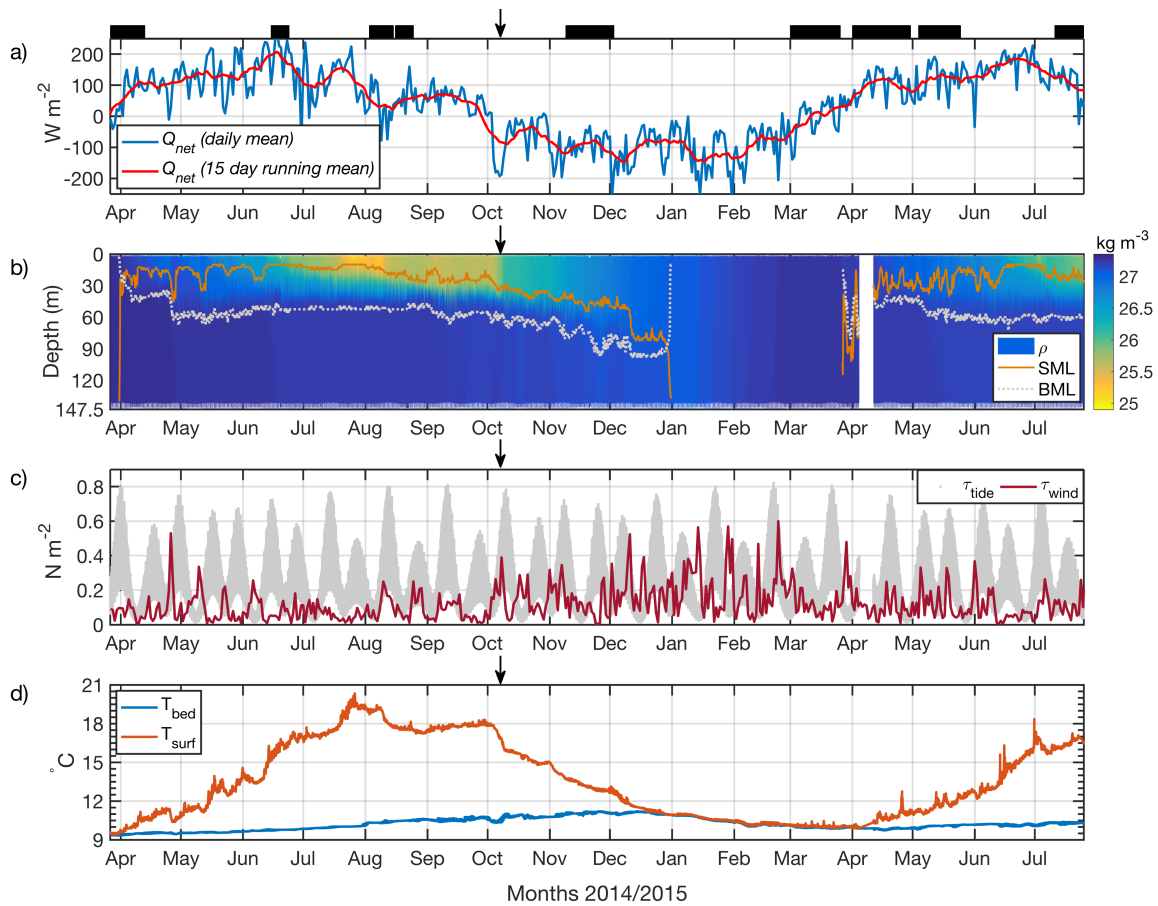 a)
W m-2
200
100
0
-100
-200
Qnet (daily mean)
Qnet (15 day running mean)
Apr May Jun Jul Aug Sep Oct Nov Dec Jan Feb Mar Apr May Jun Jul
b)
Depth (m)
0
30
60
90
120
147.5
ρ
SML
BML
kg m-3
27
26.5
26
25.5
25
Apr May Jun Jul Aug Sep Oct Nov Dec Jan Feb Mar Apr May Jun Jul
c)
N m-2
0.8
0.6
0.4
0.2
0
τtide τwind
Apr May Jun Jul Aug Sep Oct Nov Dec Jan Feb Mar Apr May Jun Jul
d)
°C
21
18
15
12
9
Tbed
Tsurf
Apr May Jun Jul Aug Sep Oct Nov Dec Jan Feb Mar Apr May Jun Jul
Months 2014/2015